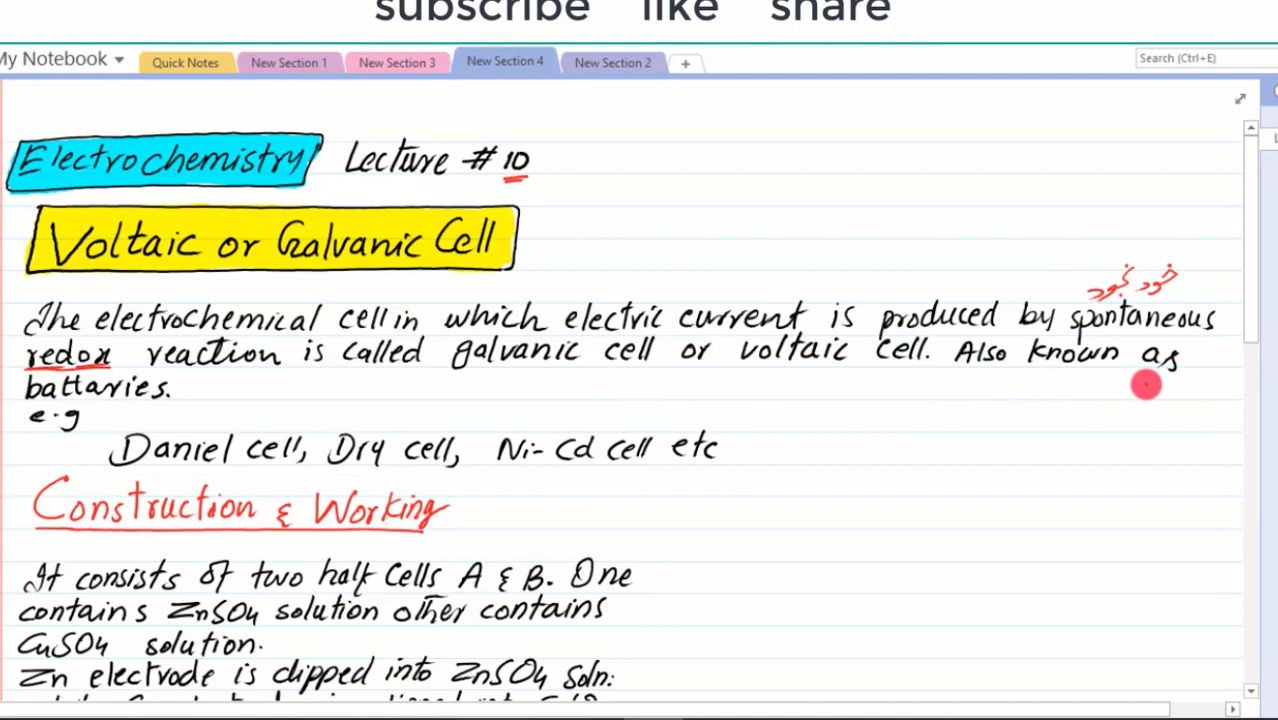 subscribe like share
My Notebook
Quick Notes New Section 1 New Section 3 New Section 4 New Section 2 +
Search (Ctrl+E)
Electrochemistry Lecture # 10
Voltaic or Galvanic Cell
خود بخود
The electrochemical cell in which electric current is produced by spontaneous
redox reaction is called galvanic cell or voltaic cell. Also known as
battaries.
e.g
Daniel cell, Dry cell, Ni-Cd cell etc
Construction & Working
It consists of two half Cells A & B. One
contains ZnSO4 solution other contains
CuSO4 solution.
Zn electrode is dipped into ZnSO4 Soln: